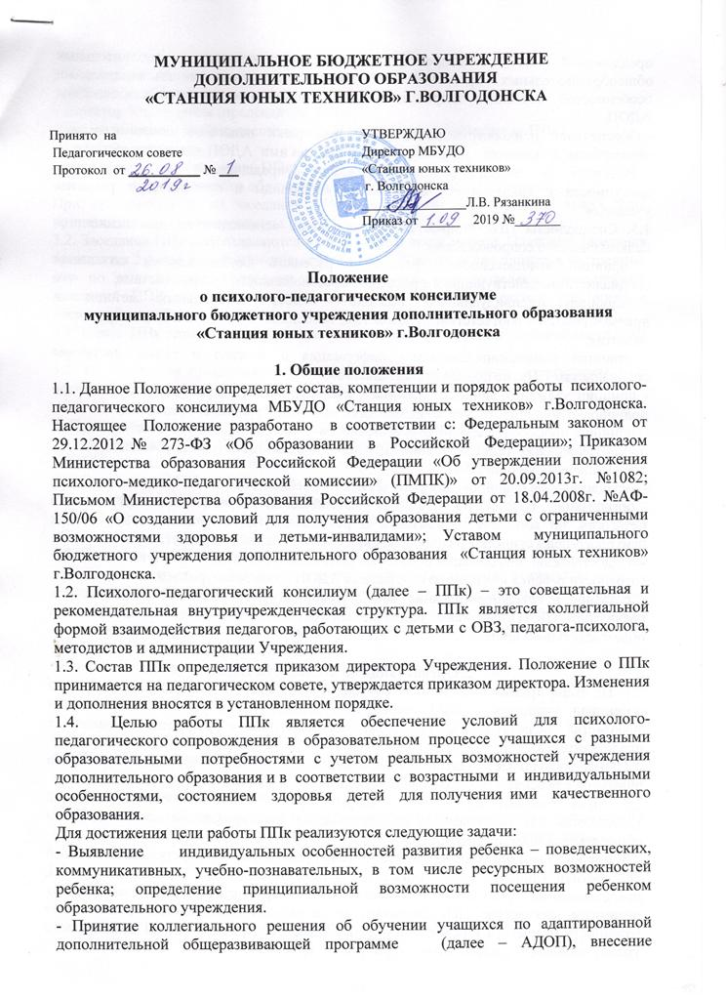 МУНИЦИПАЛЬНОЕ БЮДЖЕТНОЕ УЧРЕЖДЕНИЕ
ДОПОЛНИТЕЛЬНОГО ОБРАЗОВАНИЯ
«СТАНЦИЯ ЮНЫХ ТЕХНИКОВ» Г.ВОЛГОДОНСКА
Принято на
Педагогическом совете
Протокол от 26.08 № 1
2019г
УТВЕРЖДАЮ
Директор МБУДО
«Станция юных техников»
г. Волгодонска
Л.В. Рязанкина
Приказ от 1.09 2019 № 370
Положение
о психолого-педагогическом консилиуме
муниципального бюджетного учреждения дополнительного образования
«Станция юных техников» г.Волгодонска
1. Общие положения
1.1. Данное Положение определяет состав, компетенции и порядок работы психолого-
педагогического консилиума МБУДО «Станция юных техников» г.Волгодонска.
Настоящее Положение разработано в соответствии с: Федеральным законом от
29.12.2012 № 273-ФЗ «Об образовании в Российской Федерации»; Приказом
Министерства образования Российской Федерации «Об утверждении положения
психолого-медико-педагогической комиссии» (ПМПК)» от 20.09.2013г. №1082;
Письмом Министерства образования Российской Федерации от 18.04.2008г. №АФ-
150/06 «О создании условий для получения образования детьми с ограниченными
возможностями здоровья и детьми-инвалидами»; Уставом муниципального
бюджетного учреждения дополнительного образования «Станция юных техников»
г.Волгодонска.
1.2. Психолого-педагогический консилиум (далее – ППк) – это совещательная и
рекомендательная внутриучрежденческая структура. ППк является коллегиальной
формой взаимодействия педагогов, работающих с детьми с ОВЗ, педагога-психолога,
методистов и администрации Учреждения.
1.3. Состав ППк определяется приказом директора Учреждения. Положение о ППк
принимается на педагогическом совете, утверждается приказом директора. Изменения
и дополнения вносятся в установленном порядке.
1.4. Целью работы ППк является обеспечение условий для психолого-
педагогического сопровождения в образовательном процессе учащихся с разными
образовательными потребностями с учетом реальных возможностей учреждения
дополнительного образования и в соответствии с возрастными и индивидуальными
особенностями, состоянием здоровья детей для получения ими качественного
образования.
Для достижения цели работы ППк реализуются следующие задачи:
- Выявление индивидуальных особенностей развития ребенка – поведенческих,
коммуникативных, учебно-познавательных, в том числе ресурсных возможностей
ребенка; определение принципиальной возможности посещения ребенком
образовательного учреждения.
- Принятие коллегиального решения об обучении учащихся по адаптированной
дополнительной общеразвивающей программе (далее – АДОП), внесение